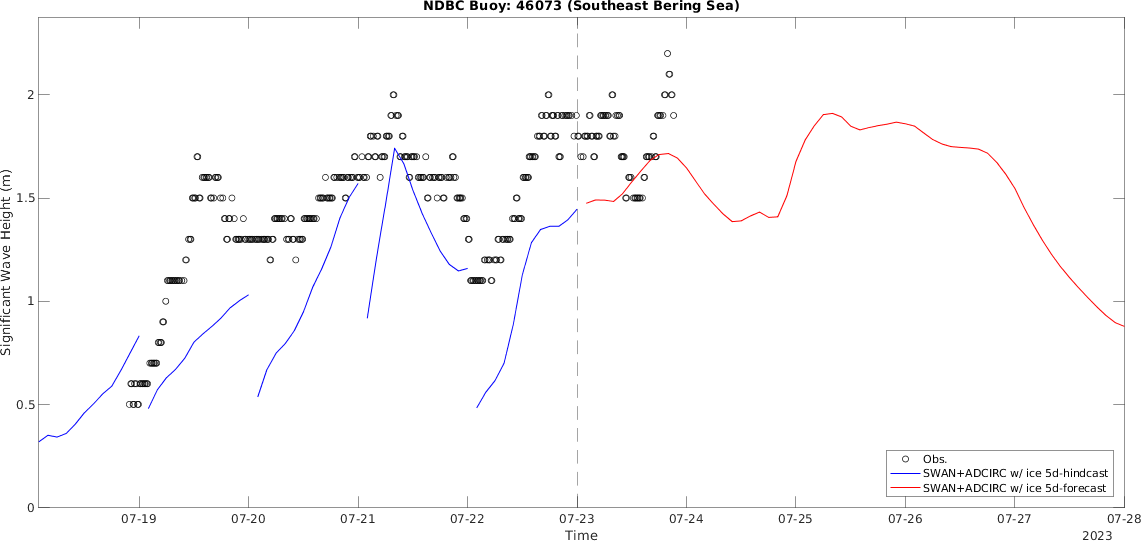 NDBC Buoy: 46073 (Southeast Bering Sea)
Significant Wave Height (m)
2
1.5
1
0.5
0
Obs.
SWAN+ADCIRC w/ ice 5d-hindcast
SWAN+ADCIRC w/ ice 5d-forecast
07-19 07-20 07-21 07-22 07-23 07-24 07-25 07-26 07-27 07-28
Time 2023